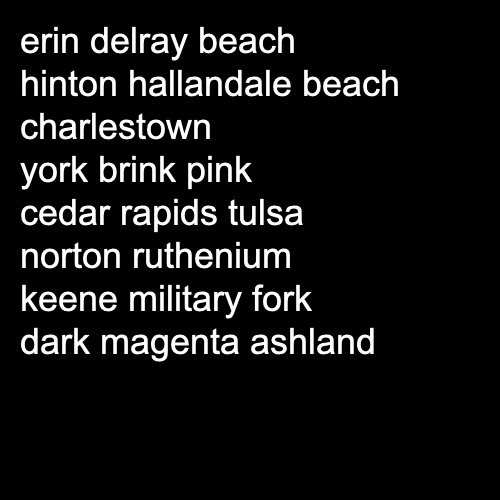 erin delray beach
hinton hallandale beach
charlestown
york brink pink
cedar rapids tulsa
norton ruthenium
keene military fork
dark magenta ashland